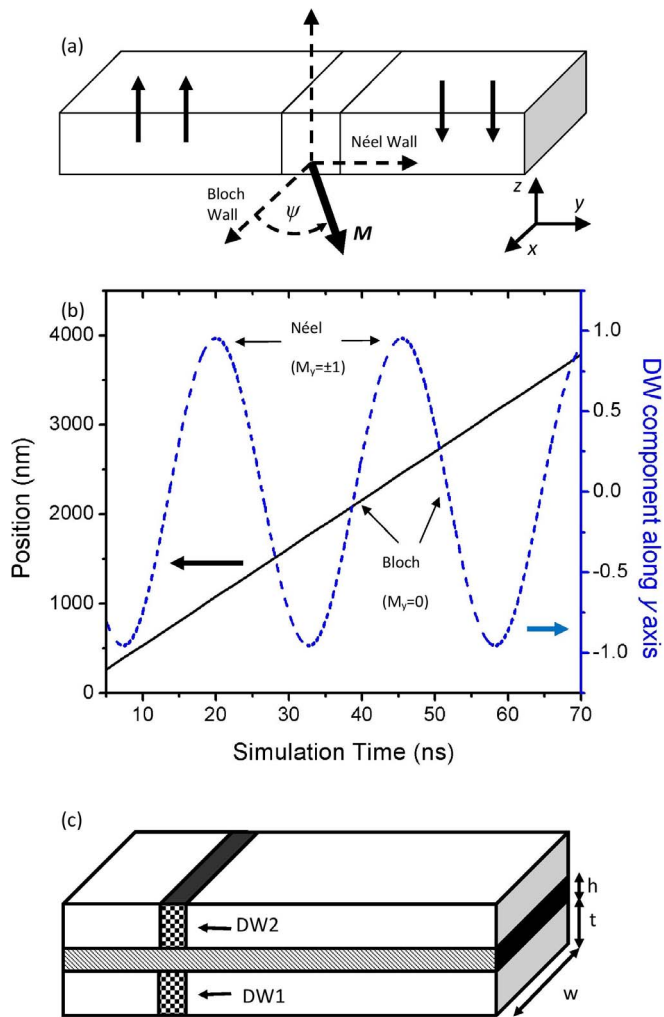 (a)
Néel Wall
Bloch
Wall
ψ
M
z
y
x
(b)
4000
3000
2000
1000
0
Position (nm)
Néel
(My=±1)
Bloch
(My=0)
1.0
0.5
0.0
-0.5
-1.0
DW component along y axis
10 20 30 40 50 60 70
Simulation Time (ns)
(c)
DW2
DW1
h
t
w